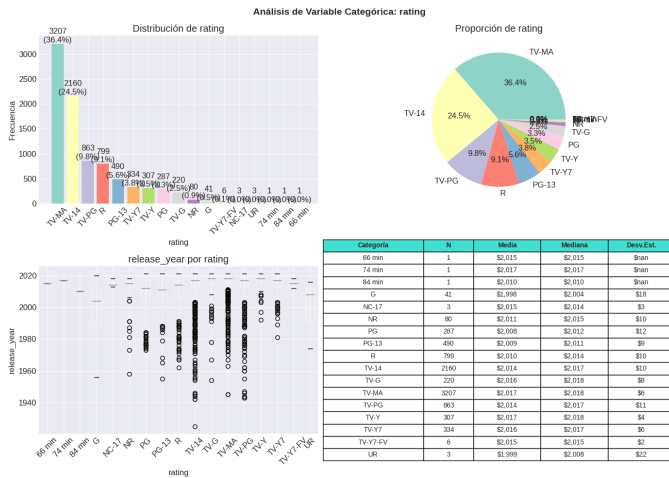 Análisis de Variable Categórica: rating
Distribución de rating
Frecuencia
3000
2500
2000
1500
1000
500
0
3207
(36.4%)
2160
(24.5%)
863
(9.8%)
799
(9.1%)
490
(5.6%)
334
(3.8%)
307
(3.5%)
287
(3.3%)
220
(2.5%)
80
(0.9%)
41
(0.5%)
6
(0.1%)
3
(0.0%)
3
(0.0%)
1
(0.0%)
1
(0.0%)
1
(0.0%)
TV-MA
TV-14
TV-PG
R
PG-13
TV-Y7
TV-Y
PG
TV-G
NR
G
TV-Y7-FV
NC-17
UR
74 min
84 min
66 min
rating
Proporción de rating
TV-MA
36.4%
TV-14
24.5%
TV-PG
9.8%
R
9.1%
PG-13
5.6%
TV-Y7
3.8%
TV-Y
3.5%
PG
3.3%
TV-G
2.5%
NR
release_year por rating
release_year
2020
2000
1980
1960
1940
66 min
74 min
84 min
G
NC-17
NR
PG
PG-13
R
TV-14
TV-G
TV-MA
TV-PG
TV-Y
TV-Y7
TV-Y7-FV
UR
rating
Categoría N Media Mediana Desv.Est.
66 min 1 $2,015 $2,015 $nan
74 min 1 $2,017 $2,017 $nan
84 min 1 $2,010 $2,010 $nan
G 41 $1,998 $2,004 $18
NC-17 3 $2,015 $2,014 $3
NR 80 $2,011 $2,015 $10
PG 287 $2,008 $2,012 $12
PG-13 490 $2,009 $2,011 $9
R 799 $2,010 $2,014 $10
TV-14 2160 $2,014 $2,017 $10
TV-G 220 $2,016 $2,018 $8
TV-MA 3207 $2,017 $2,018 $6
TV-PG 863 $2,014 $2,017 $11
TV-Y 307 $2,017 $2,018 $4
TV-Y7 334 $2,016 $2,017 $6
TV-Y7-FV 6 $2,015 $2,015 $2
UR 3 $1,999 $2,008 $22